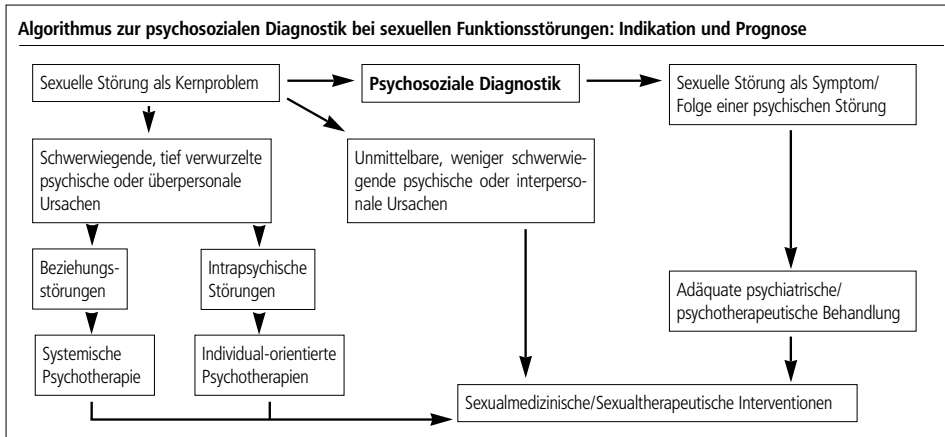 Algorithmus zur psychosozialen Diagnostik bei sexuellen Funktionsstörungen: Indikation und Prognose
Sexuelle Störung als Kernproblem
Psychosoziale Diagnostik
Sexuelle Störung als Symptom/
Folge einer psychischen Störung
Schwerwiegende, tief verwurzelte
psychische oder überpersonale
Ursachen
Unmittelbare, weniger schwerwie-
gende psychische oder interperso-
nale Ursachen
Beziehungs-
störungen
Intrapsychische
Störungen
Adäquate psychiatrische/
psychotherapeutische Behandlung
Systemische
Psychotherapie
Individual-orientierte
Psychotherapien
Sexualmedizinische/Sexualtherapeutische Interventionen